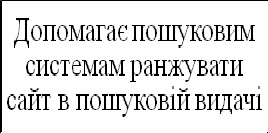 Допомагає пошуковим
системам ранжувати
сайт в пошуковій видачі